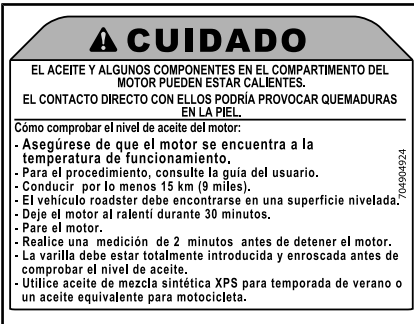 CUIDADO
EL ACEITE Y ALGUNOS COMPONENTES EN EL COMPARTIMENTO DEL
MOTOR PUEDEN ESTAR CALIENTES.
EL CONTACTO DIRECTO CON ELLOS PODRÍA PROVOCAR QUEMADURAS
EN LA PIEL.
Cómo comprobar el nivel de aceite del motor:
- Asegúrese de que el motor se encuentra a la
temperatura de funcionamiento.
- Para el procedimiento, consulte la guía del usuario.
- Conducir por lo menos 15 km (9 miles).
- El vehículo roadster debe encontrarse en una superficie nivelada.
- Deje el motor al ralentí durante 30 minutos.
- Pare el motor.
- Realice una medición de 2 minutos antes de detener el motor.
- La varilla debe estar totalmente introducida y enroscada antes de
comprobar el nivel de aceite.
- Utilice aceite de mezcla sintética XPS para temporada de verano o
un aceite equivalente para motocicleta.
704904924